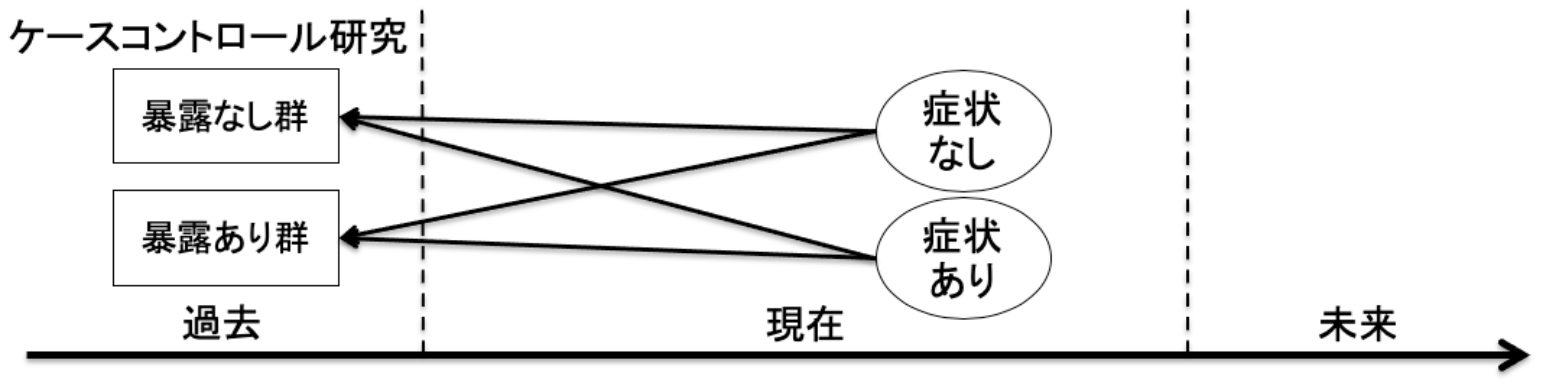 ケースコントロール研究
暴露なし群
症状
なし
暴露あり群
症状
あり
過去
現在
未来